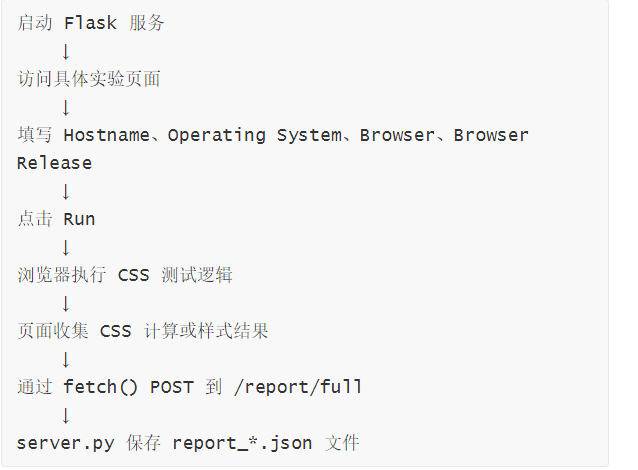 启动 Flask 服务
↓
访问具体实验页面
↓
填写 Hostname、Operating System、Browser、Browser
Release
↓
点击 Run
↓
浏览器执行 CSS 测试逻辑
↓
页面收集 CSS 计算或样式结果
↓
通过 fetch() POST 到 /report/full
↓
server.py 保存 report_*.json 文件